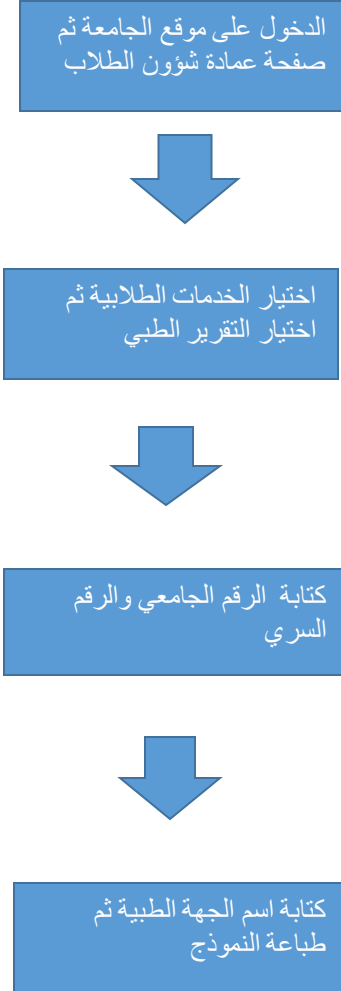 الدخول على موقع الجامعة ثم
صفحة عمادة شؤون الطلاب
اختيار الخدمات الطلابية ثم
اختيار التقرير الطبي
كتابة الرقم الجامعي والرقم
السري
كتابة اسم الجهة الطبية ثم
طباعة النموذج